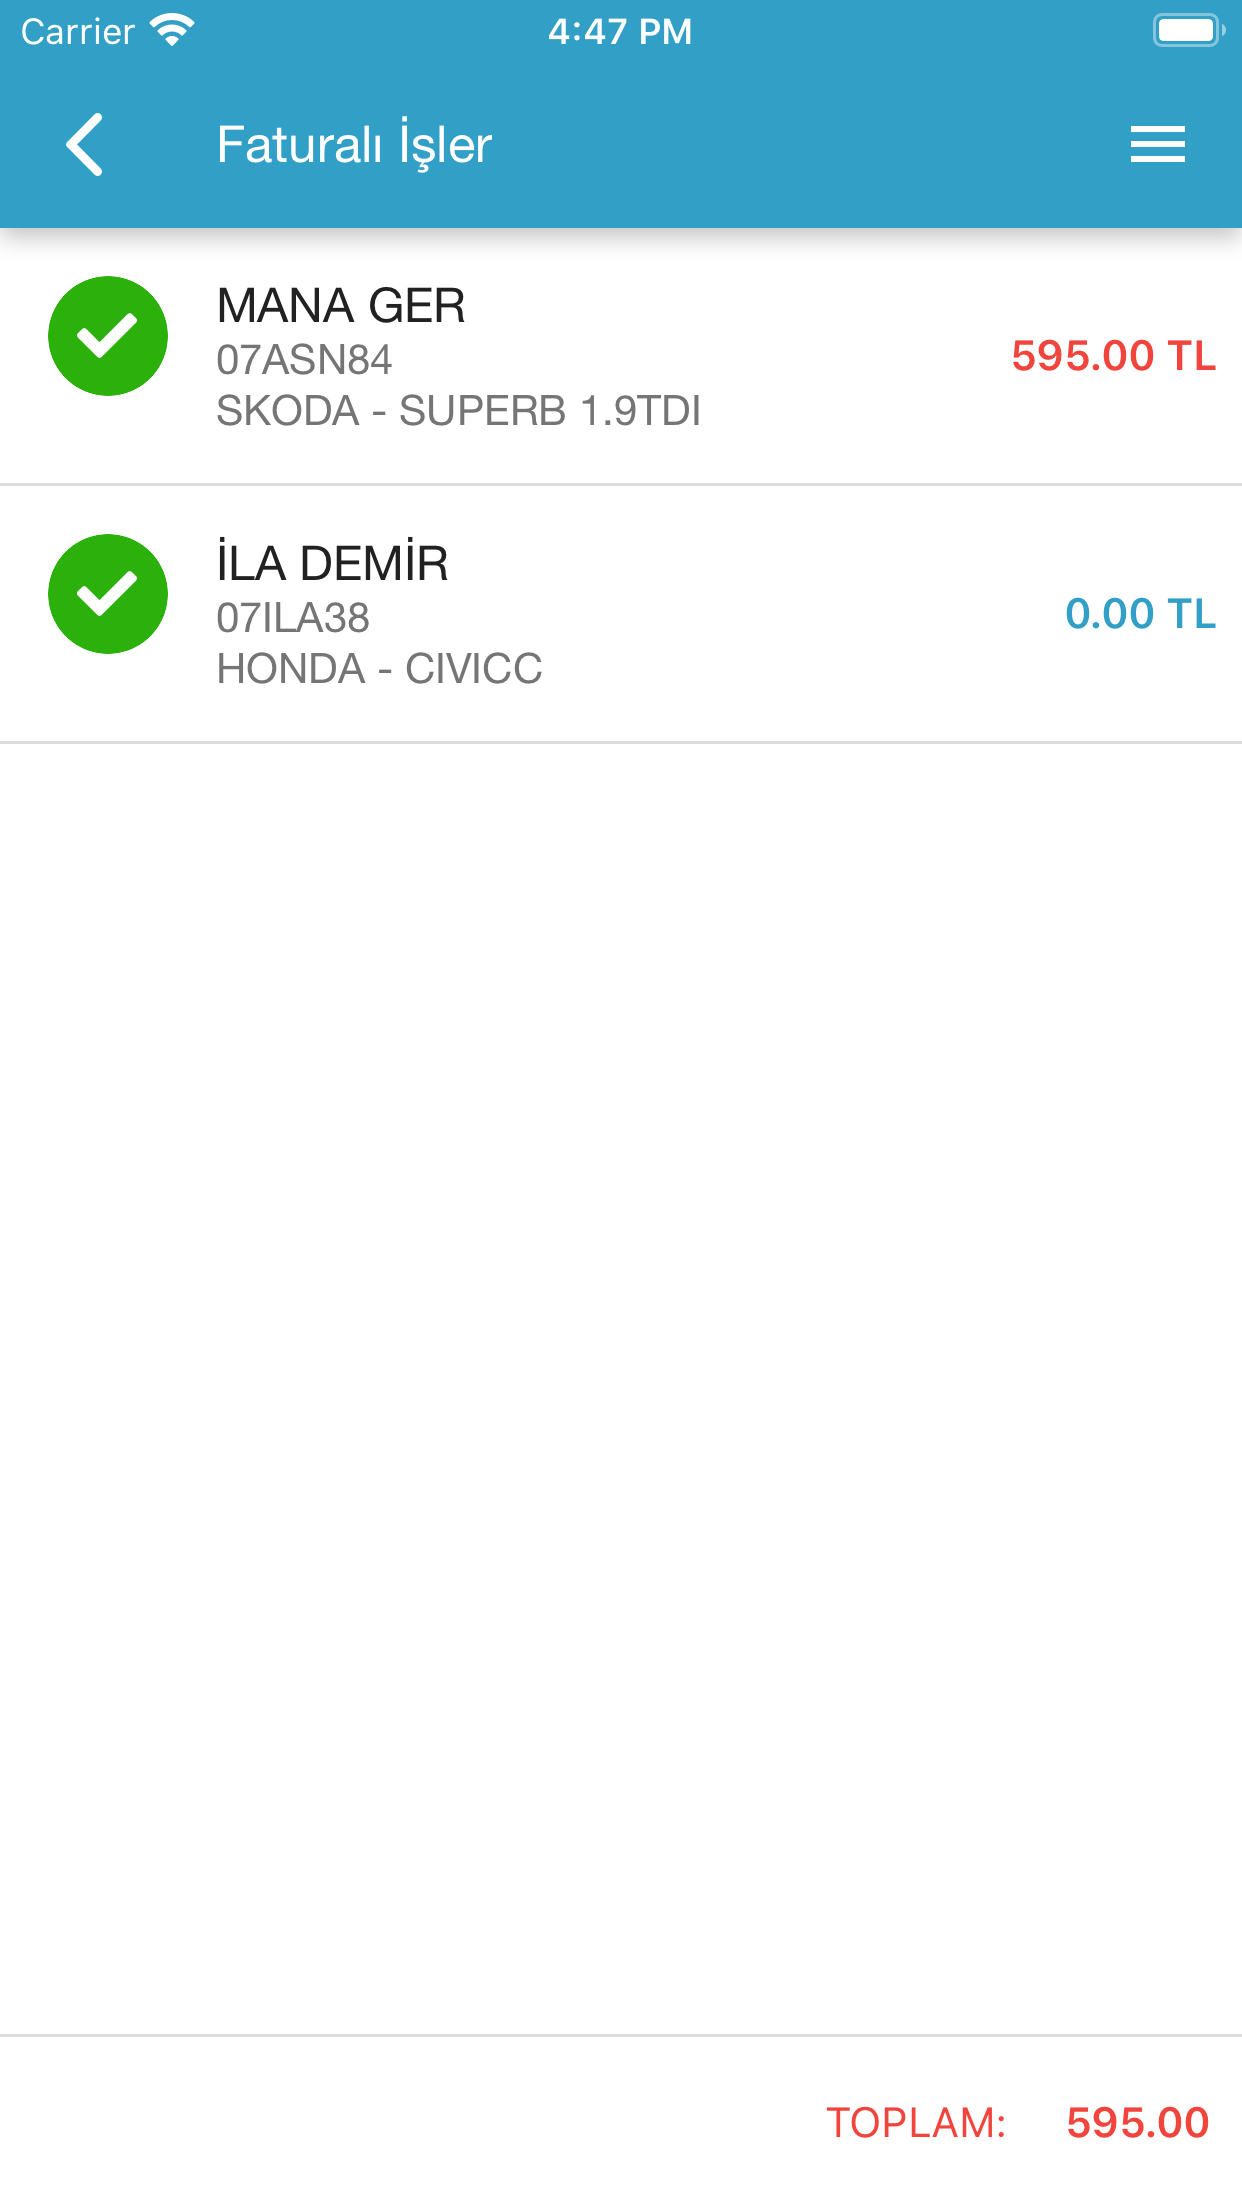 Carrier 4:47 PM
Faturalı İşler
MANA GER
07ASN84
SKODA - SUPERB 1.9TDI
595.00 TL
İLA DEMİR
07ILA38
HONDA - CIVICC
0.00 TL
TOPLAM: 595.00